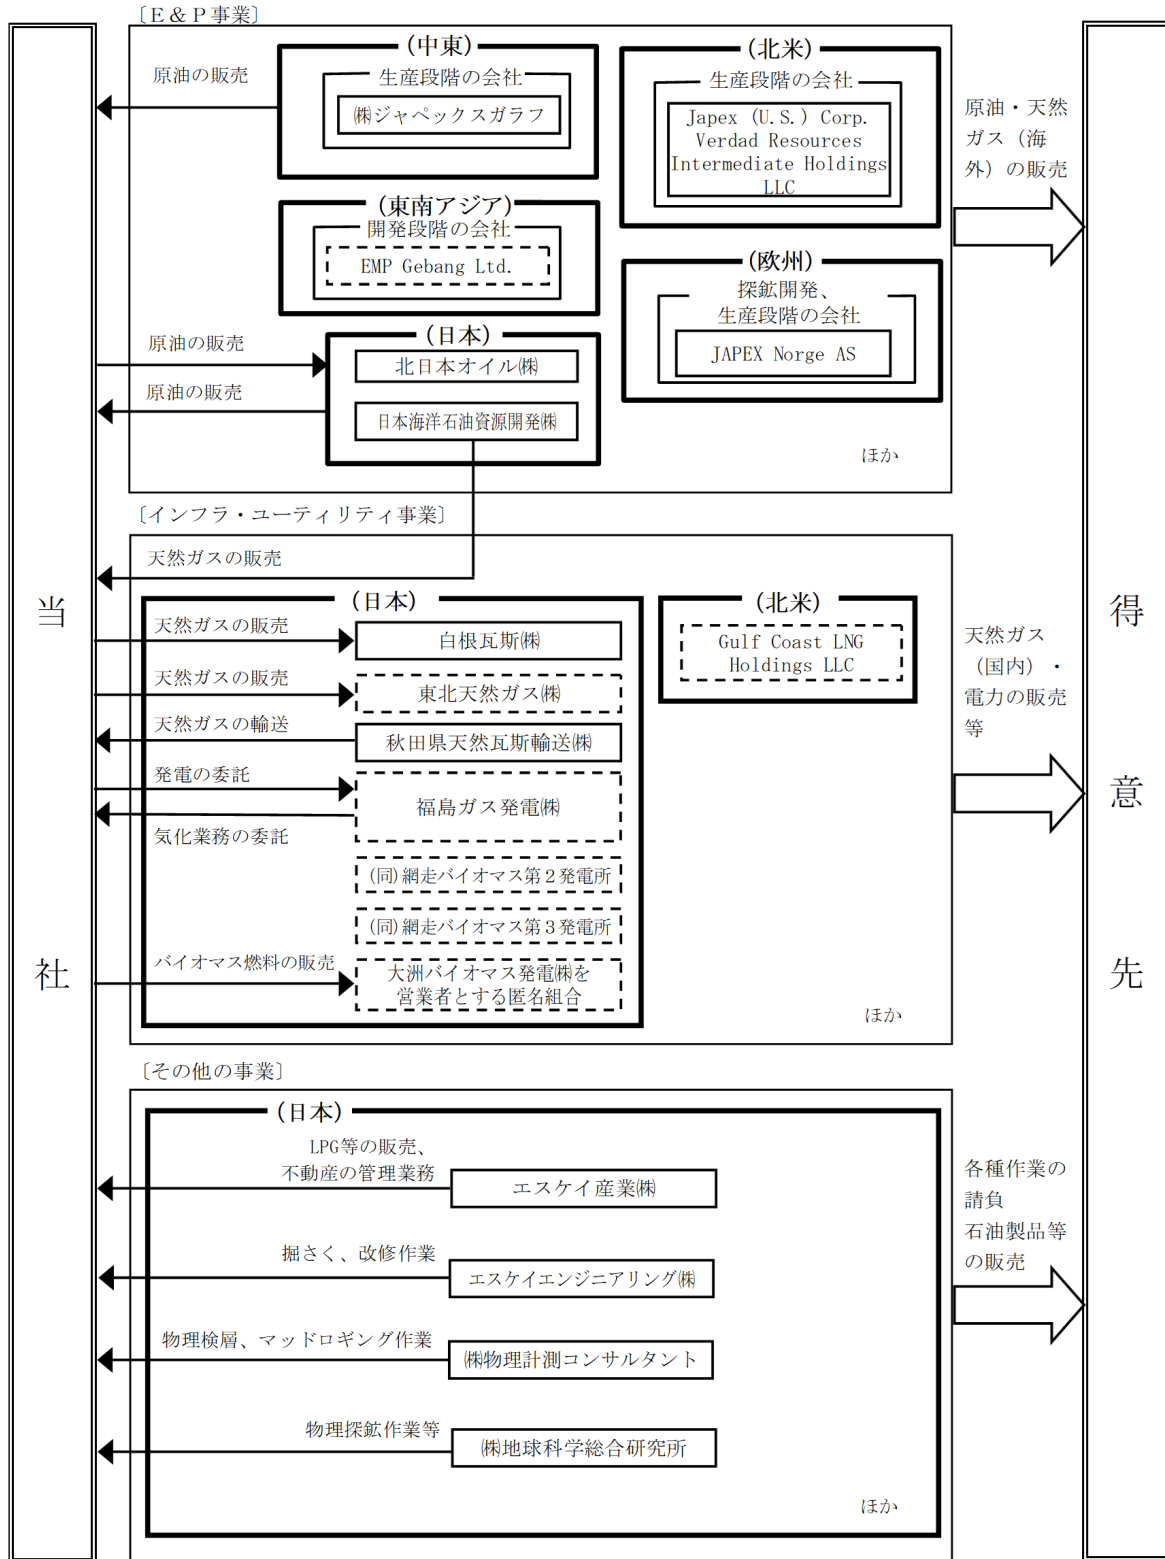 〔Ｅ＆Ｐ事業〕
(中東)
生産段階の会社
㈱ジャペックスガラフ
原油の販売
(北米)
生産段階の会社
Japex (U.S.) Corp.
Verdad Resources
Intermediate Holdings
LLC
原油・天然
ガス（海
外）の販売
(東南アジア)
開発段階の会社
EMP Gebang Ltd.
(欧州)
探鉱開発、
生産段階の会社
JAPEX Norge AS
(日本)
原油の販売
北日本オイル㈱
原油の販売
日本海洋石油資源開発㈱
ほか
〔インフラ・ユーティリティ事業〕
天然ガスの販売
(日本)
天然ガスの販売
白根瓦斯㈱
天然ガスの販売
東北天然ガス㈱
天然ガスの輸送
秋田県天然瓦斯輸送㈱
発電の委託
福島ガス発電㈱
気化業務の委託
(同)網走バイオマス第２発電所
(同)網走バイオマス第３発電所
バイオマス燃料の販売
大洲バイオマス発電㈱を
営業者とする匿名組合
(北米)
Gulf Coast LNG
Holdings LLC
天然ガス
（国内）・
電力の販売
等
ほか
〔その他の事業〕
(日本)
LPG等の販売、
不動産の管理業務
エスケイ産業㈱
掘さく、改修作業
エスケイエンジニアリング㈱
物理検層、マッドロギング作業
㈱物理計測コンサルタント
物理探鉱作業等
㈱地球科学総合研究所
ほか
各種作業の
請負
石油製品等
の販売
当
社
得
意
先